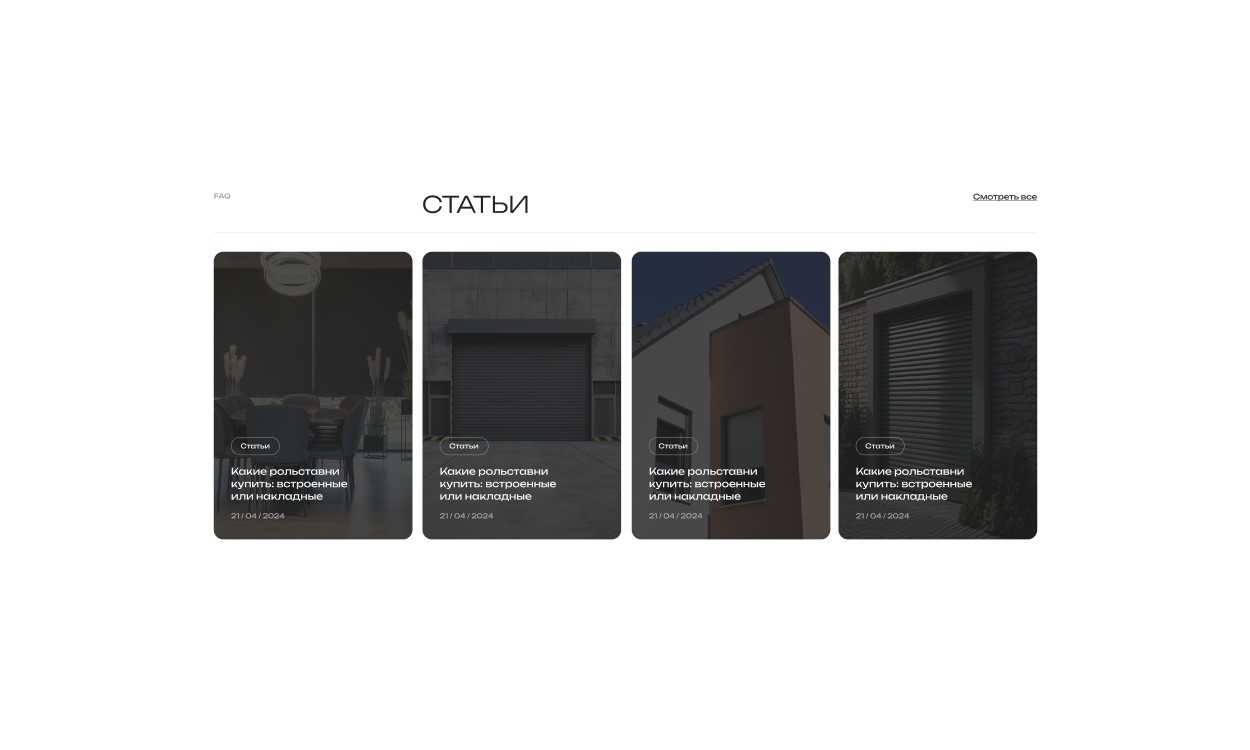 FAQ
СТАТЬИ
Смотреть все
Статьи
Какие рольставни
купить: встроенные
или накладные
21 / 04 / 2024
Статьи
Какие рольставни
купить: встроенные
или накладные
21 / 04 / 2024
Статьи
Какие рольставни
купить: встроенные
или накладные
21 / 04 / 2024
Статьи
Какие рольставни
купить: встроенные
или накладные
21 / 04 / 2024